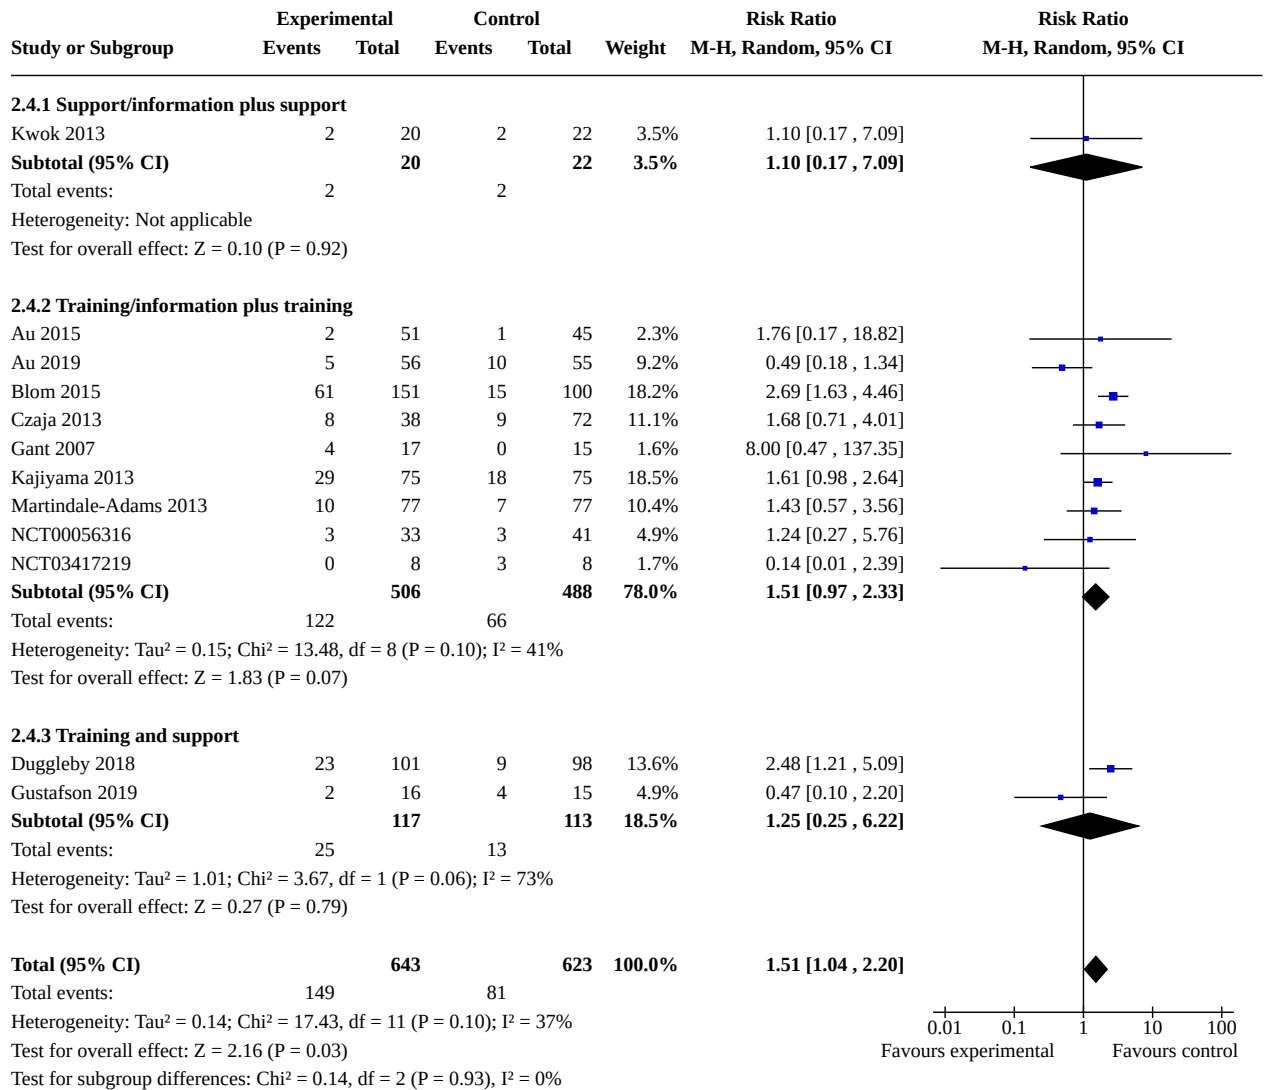 Experimental Control Risk Ratio Risk Ratio
Study or Subgroup Events Total Events Total Weight M-H, Random, 95% CI M-H, Random, 95% CI
2.4.1 Support/information plus support
Kwok 2013 2 20 2 22 3.5% 1.10 [0.17 , 7.09]
Subtotal (95% CI) 20 22 3.5% 1.10 [0.17 , 7.09]
Total events: 2 2
Heterogeneity: Not applicable
Test for overall effect: Z = 0.10 (P = 0.92)
2.4.2 Training/information plus training
Au 2015 2 51 1 45 2.3% 1.76 [0.17 , 18.82]
Au 2019 5 56 10 55 9.2% 0.49 [0.18 , 1.34]
Blom 2015 61 151 15 100 18.2% 2.69 [1.63 , 4.46]
Czaja 2013 8 38 9 72 11.1% 1.68 [0.71 , 4.01]
Gant 2007 4 17 0 15 1.6% 8.00 [0.47 , 137.35]
Kajiyama 2013 29 75 18 75 18.5% 1.61 [0.98 , 2.64]
Martindale-Adams 2013 10 77 7 77 10.4% 1.43 [0.57 , 3.56]
NCT00056316 3 33 3 41 4.9% 1.24 [0.27 , 5.76]
NCT03417219 0 8 3 8 1.7% 0.14 [0.01 , 2.39]
Subtotal (95% CI) 506 488 78.0% 1.51 [0.97 , 2.33]
Total events: 122 66
Heterogeneity: Tau² = 0.15; Chi² = 13.48, df = 8 (P = 0.10); I² = 41%
Test for overall effect: Z = 1.83 (P = 0.07)
2.4.3 Training and support
Duggleby 2018 23 101 9 98 13.6% 2.48 [1.21 , 5.09]
Gustafson 2019 2 16 4 15 4.9% 0.47 [0.10 , 2.20]
Subtotal (95% CI) 117 113 18.5% 1.25 [0.25 , 6.22]
Total events: 25 13
Heterogeneity: Tau² = 1.01; Chi² = 3.67, df = 1 (P = 0.06); I² = 73%
Test for overall effect: Z = 0.27 (P = 0.79)
Total (95% CI) 643 623 100.0% 1.51 [1.04 , 2.20]
Total events: 149 81
Heterogeneity: Tau² = 0.14; Chi² = 17.43, df = 11 (P = 0.10); I² = 37%
0.01 0.1 1 10 100
Test for overall effect: Z = 2.16 (P = 0.03) Favours experimental Favours control
Test for subgroup differences: Chi² = 0.14, df = 2 (P = 0.93), I² = 0%